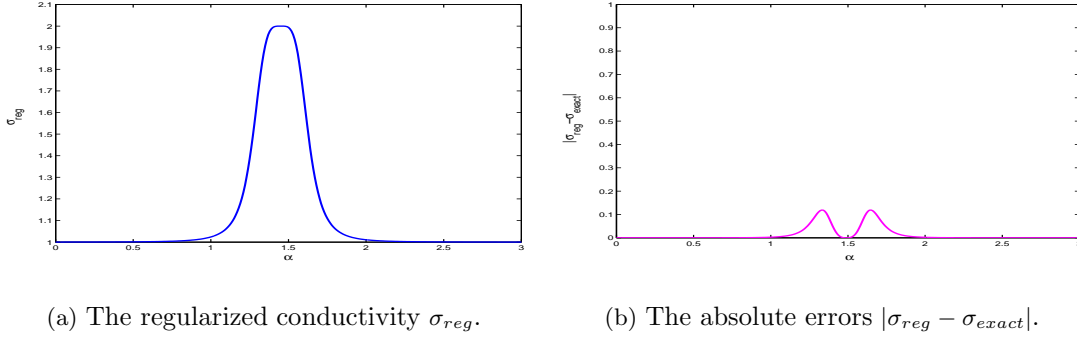 2.1
2
1.9
1.8
1.7
1.6
1.5
1.4
1.3
1.2
1.1
1
σreg
0 0.5 1 1.5 2 2.5 3
α
1
0.9
0.8
0.7
0.6
0.5
0.4
0.3
0.2
0.1
0
|σreg-σexact|
0 0.5 1 1.5 2 2.5
α
(a) The regularized conductivity σreg.
(b) The absolute errors |σreg − σexact|.